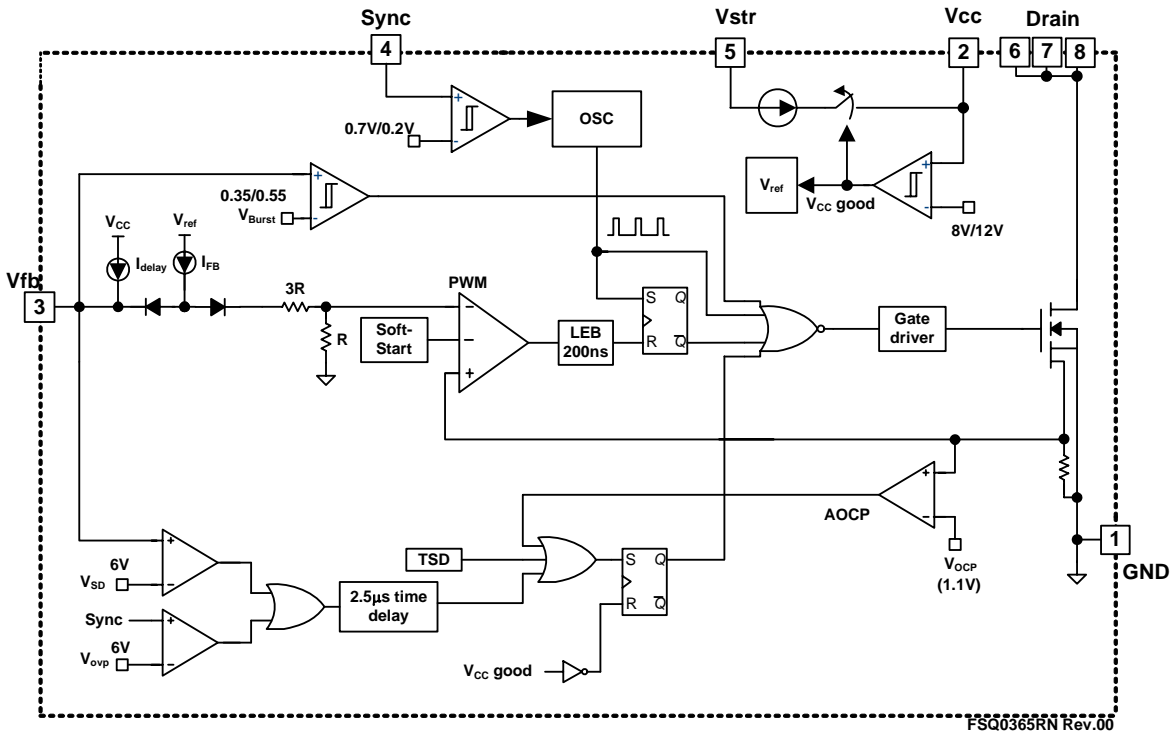 Sync
Vstr
Vcc
Drain
4
5
2
6
7
8
+
-
0.7V/0.2V
OSC
+
-
0.35/0.55
VBurst
Vref
VCC good
+
-
8V/12V
VCC
Idelay
Vref
IFB
Vfb
3
3R
R
PWM
Soft-
Start
−
−
+
LEB
200ns
S
Q
R
Q̅
Gate
driver
AOCP
+
−
VOCP
(1.1V)
1
GND
6V
VSD
+
−
Sync
6V
Vovp
+
−
2.5μs time
delay
TSD
S
Q
R
Q̅
VCC good
FSQ0365RN Rev.00